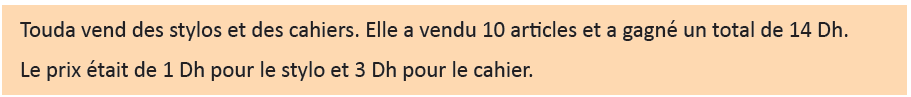 Touda vend des stylos et des cahiers. Elle a vendu 10 articles et a gagné un total de 14 Dh.
Le prix était de 1 Dh pour le stylo et 3 Dh pour le cahier.